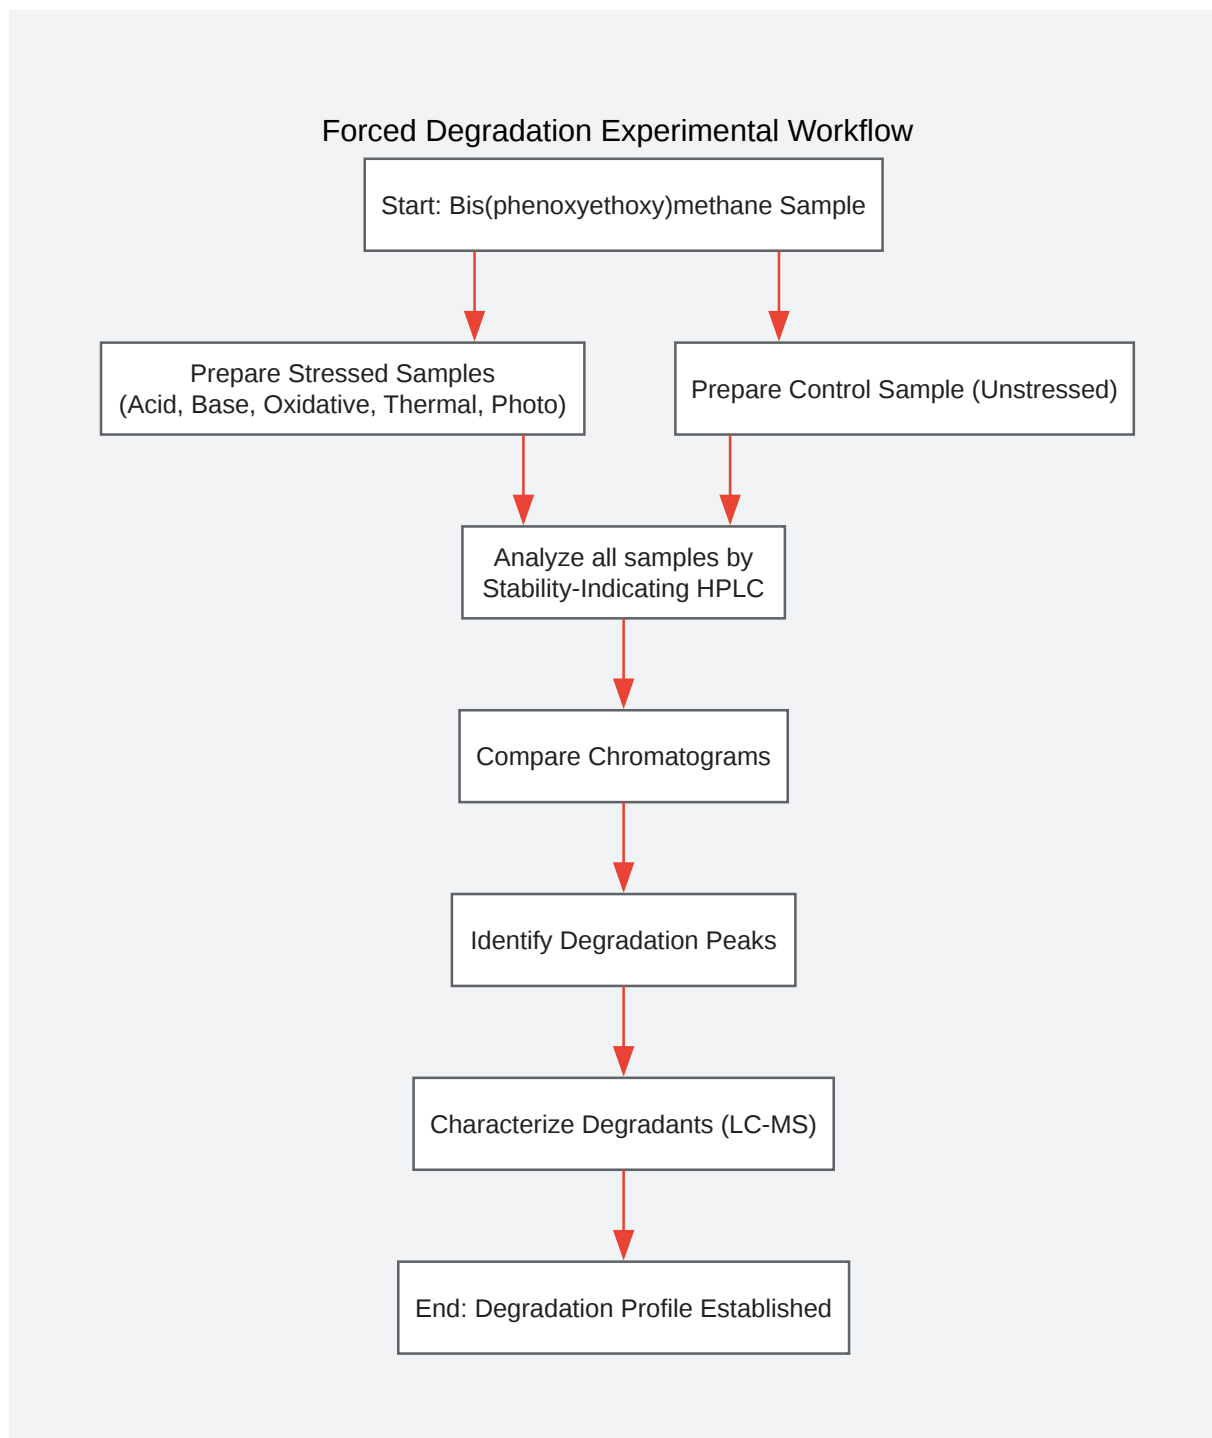 Forced Degradation Experimental Workflow
Start: Bis(phenoxyethoxy)methane Sample
Prepare Stressed Samples
(Acid, Base, Oxidative, Thermal, Photo)
Prepare Control Sample (Unstressed)
Analyze all samples by
Stability-Indicating HPLC
Compare Chromatograms
Identify Degradation Peaks
Characterize Degradants (LC-MS)
End: Degradation Profile Established